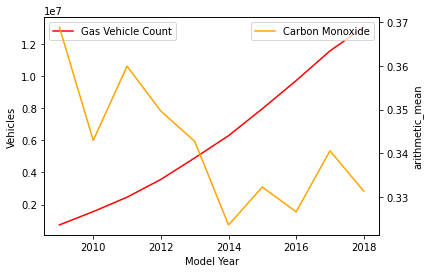 1e7
Gas Vehicle Count
Carbon Monoxide
0.37
1.2
0.36
1.0
0.35
0.8
Vehicles
arithmetic_mean
0.6
0.34
0.4
0.33
0.2
2010 2012 2014 2016 2018
Model Year